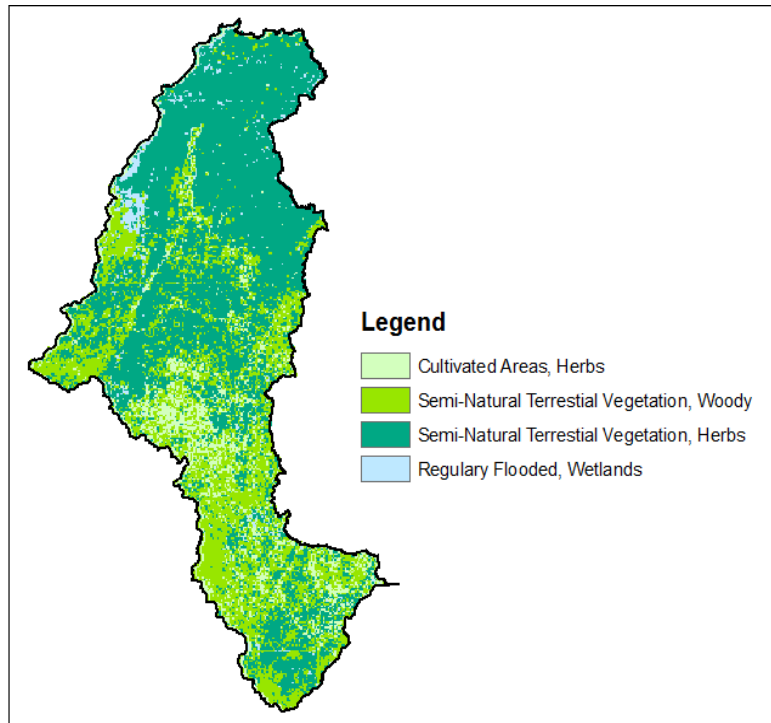 Legend
Cultivated Areas, Herbs
Semi-Natural Terrestial Vegetation, Woody
Semi-Natural Terrestial Vegetation, Herbs
Regulary Flooded, Wetlands